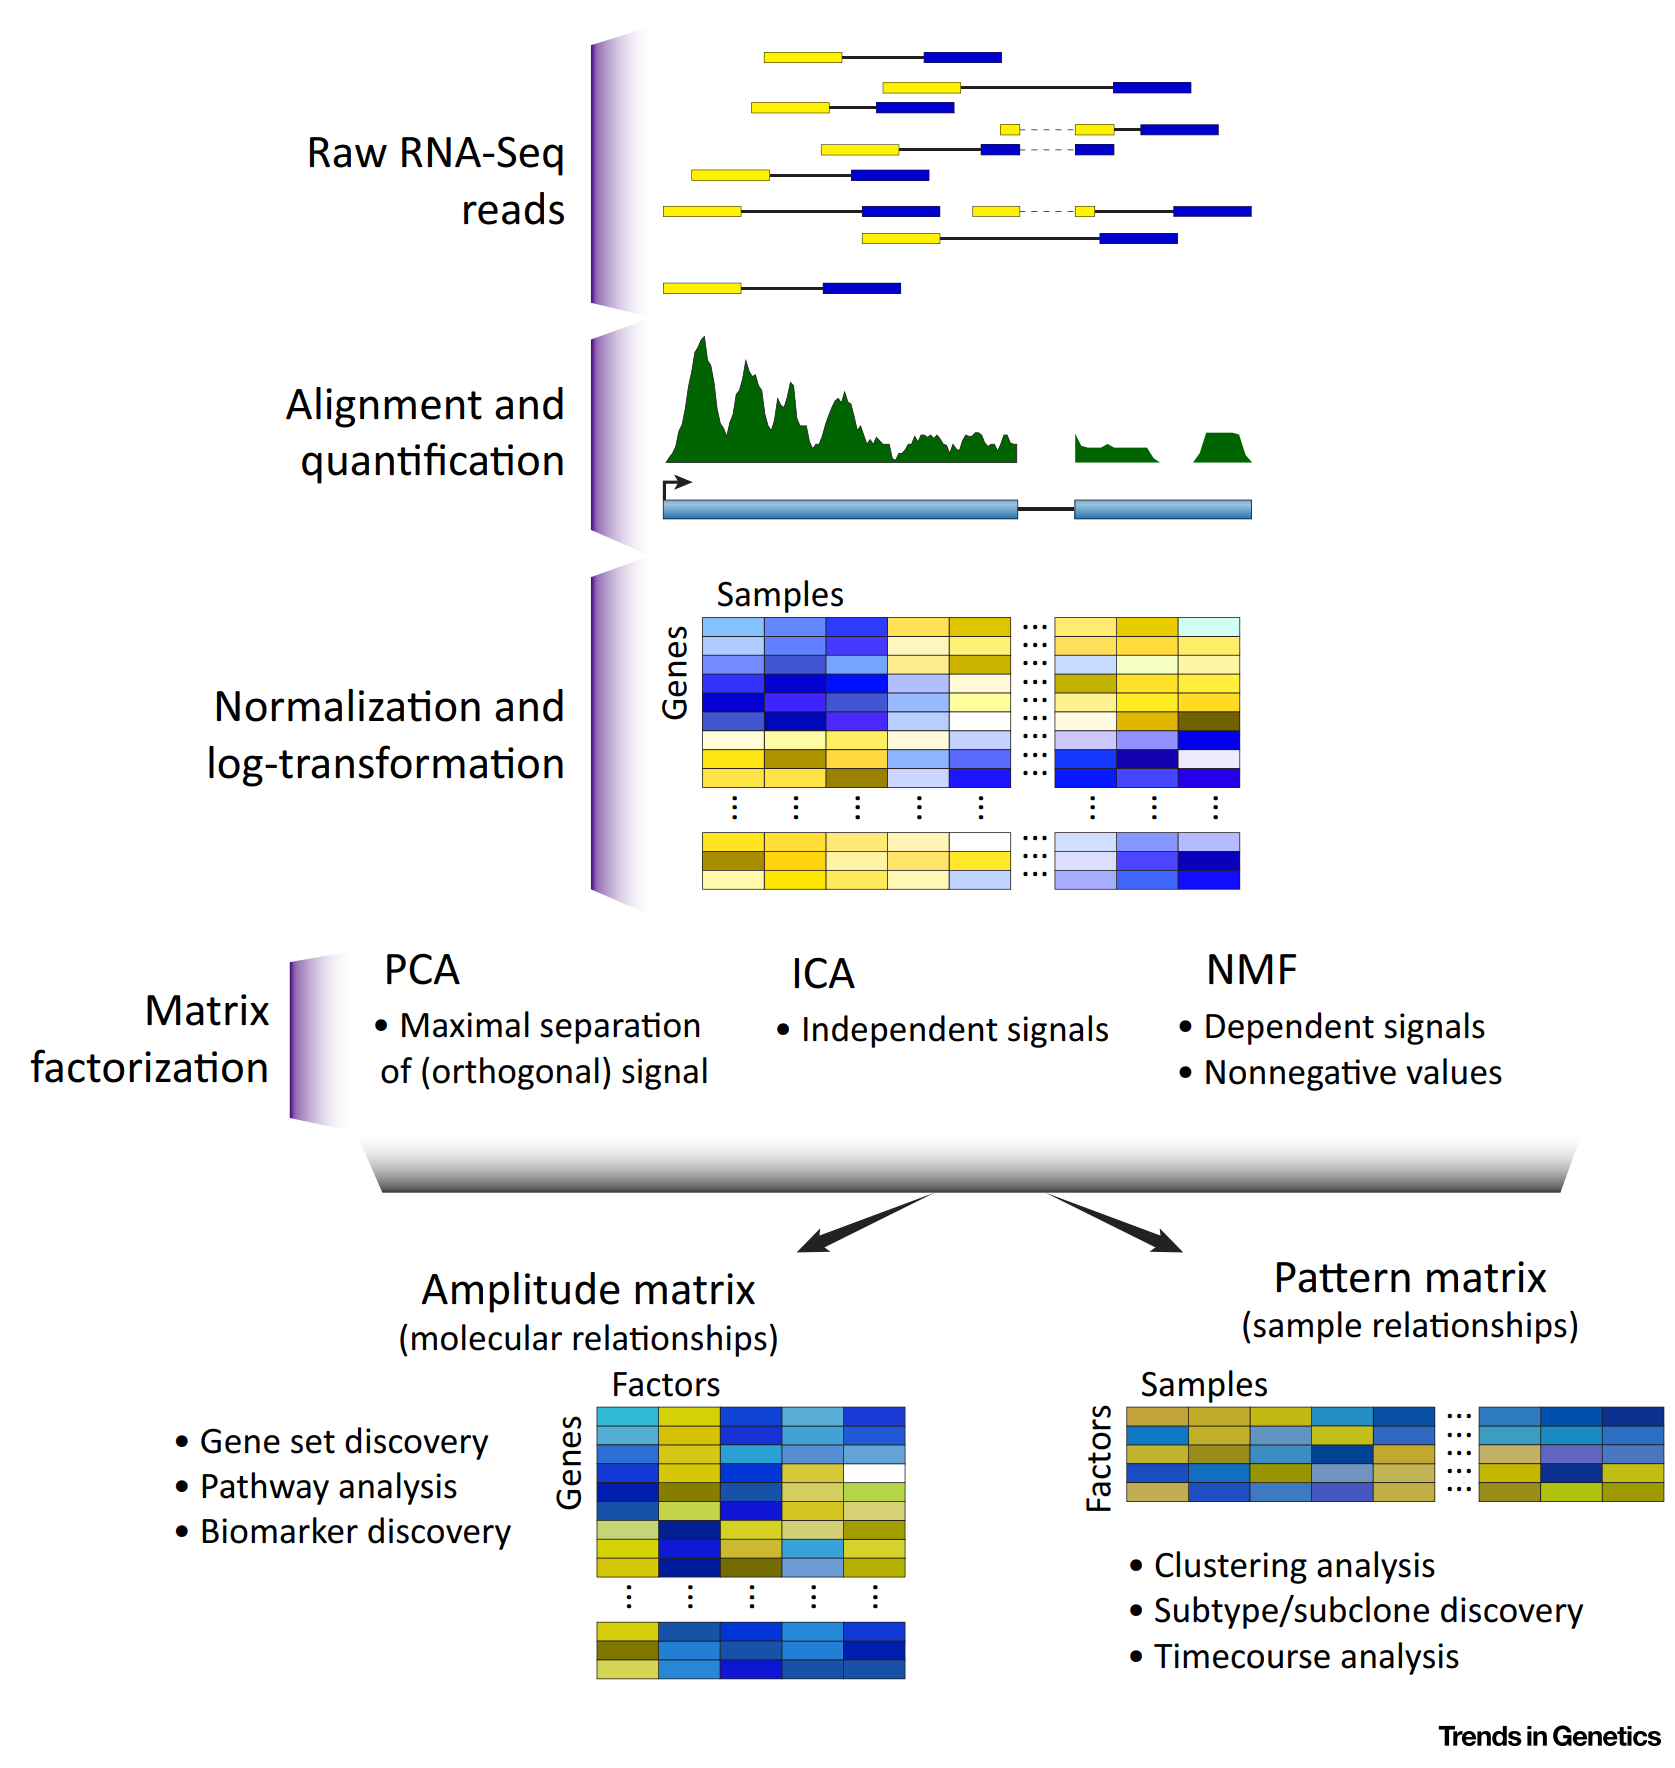 Raw RNA-Seq
reads
Alignment and
quantification
Samples
Genes
Normalization and
log-transformation
Matrix
factorization
PCA
• Maximal separation
of (orthogonal) signal
ICA
• Independent signals
NMF
• Dependent signals
• Nonnegative values
Amplitude matrix
(molecular relationships)
Factors
Genes
• Gene set discovery
• Pathway analysis
• Biomarker discovery
Pattern matrix
(sample relationships)
Samples
Factors
• Clustering analysis
• Subtype/subclone discovery
• Timecourse analysis
Trends in Genetics